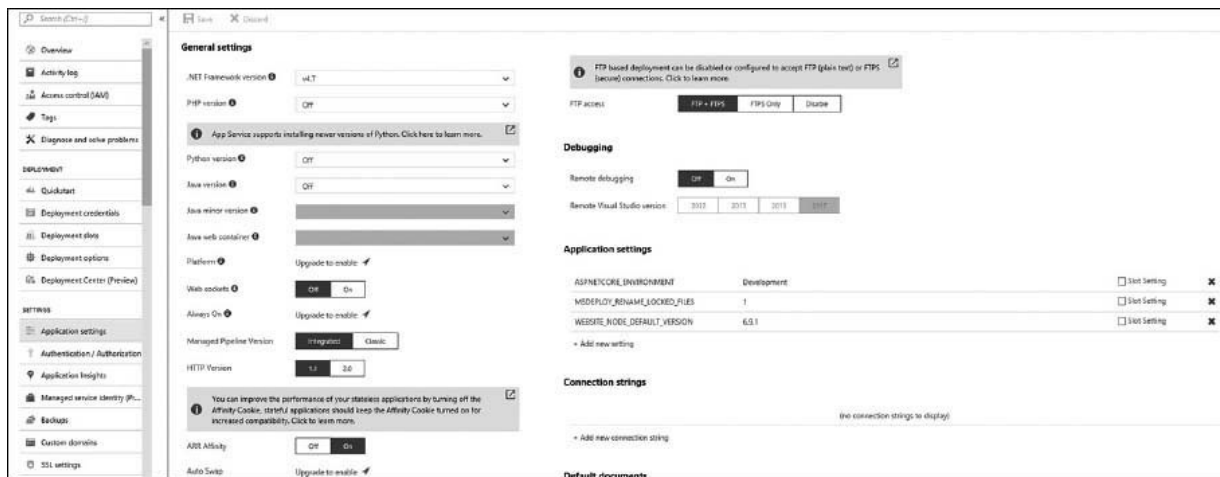 Search (Ctrl+/)
Overview
Activity log
Access control (IAM)
Tags
Diagnose and solve problems
DEPLOYMENT
Quickstart
Deployment credentials
Deployment slots
Deployment options
Deployment Center (Preview)
SETTINGS
Application settings
Authentication / Authorization
Application Insights
Managed service identity (Pr...
Backups
Custom domains
SSL settings
Save Discard
General settings
.NET Framework version v4.7
PHP version Off
App Service supports installing newer versions of Python. Click here to learn more.
Python version Off
Java version Off
Java minor version
Java web container
Platform Upgrade to enable
Web sockets Off On
Always On Upgrade to enable
Managed Pipeline Version Integrated Classic
HTTP Version 1.1 2.0
You can improve the performance of your stateless applications by turning off the
Affinity Cookie, stateful applications should keep the Affinity Cookie turned on for
increased compatibility. Click to learn more.
ARR Affinity Off On
Auto Swap Upgrade to enable
FTP based deployment can be disabled or configured to accept FTP (plain text) or FTPS
(secure) connections. Click to learn more.
FTP access FTP + FTPS FTPS Only Disable
Debugging
Remote debugging Off On
Remote Visual Studio version 2012 2013 2015 2017
Application settings
ASPNETCORE_ENVIRONMENT Development Slot Setting
MSDEPLOY_RENAME_LOCKED_FILES 1 Slot Setting
WEBSITE_NODE_DEFAULT_VERSION 6.9.1 Slot Setting
+ Add new setting
Connection strings
(no connection strings to display)
+ Add new connection string
Default documents